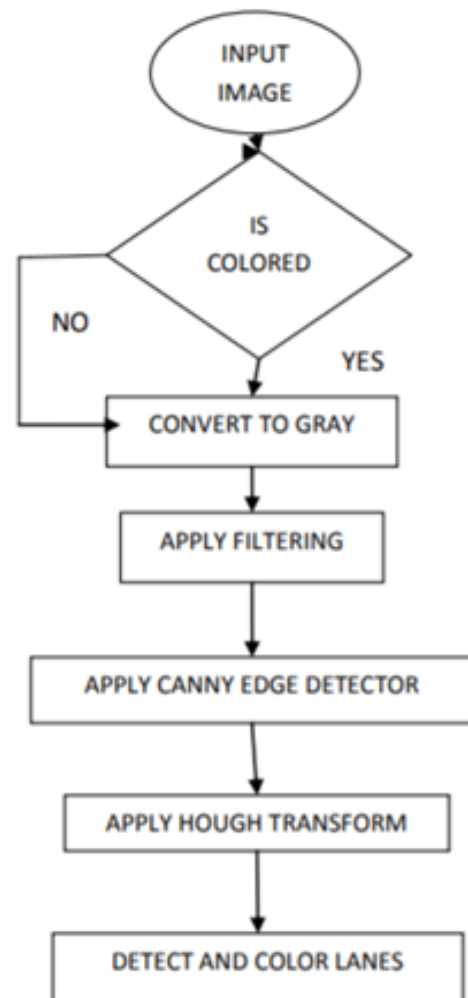 INPUT
IMAGE
IS
COLORED
NO
YES
CONVERT TO GRAY
APPLY FILTERING
APPLY CANNY EDGE DETECTOR
APPLY HOUGH TRANSFORM
DETECT AND COLOR LANES